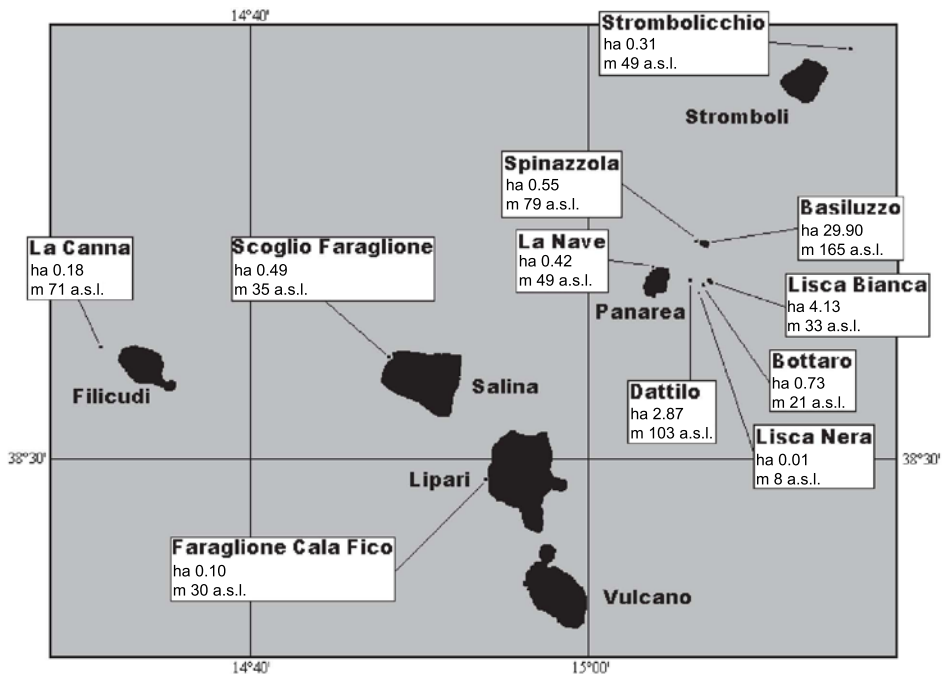 14°40'
Strombolicchio
ha 0.31
m 49 a.s.l.
Stromboli
Spinazzola
ha 0.55
m 79 a.s.l.
Basiluzzo
ha 29.90
m 165 a.s.l.
La Nave
ha 0.42
m 49 a.s.l.
Panarea
La Canna
ha 0.18
m 71 a.s.l.
Scoglio Faraglione
ha 0.49
m 35 a.s.l.
Lisca Bianca
ha 4.13
m 33 a.s.l.
Bottaro
ha 0.73
m 21 a.s.l.
Filicudi
Salina
Dattilo
ha 2.87
m 103 a.s.l.
Lisca Nera
ha 0.01
m 8 a.s.l.
38°30'
38°30'
Lipari
Faraglione Cala Fico
ha 0.10
m 30 a.s.l.
Vulcano
14°40'
15°00'